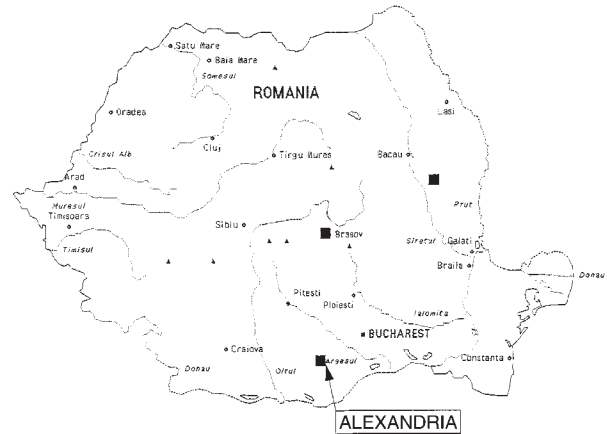 Satu Mare
Baia Mare
Somesul
ROMANIA
Oradea
Iasi
Cluj
Crisul Alb
Tirgu Mures
Bacau
Arad
Muresul
Timisoara
Prut
Sibiu
Brasov
Siretul
Galati
Timisul
Braila
Donau
Pitesti
Ploiesti
Ialomita
BUCHAREST
Craiova
Constanta
Donau
Oltul
Argesul
ALEXANDRIA